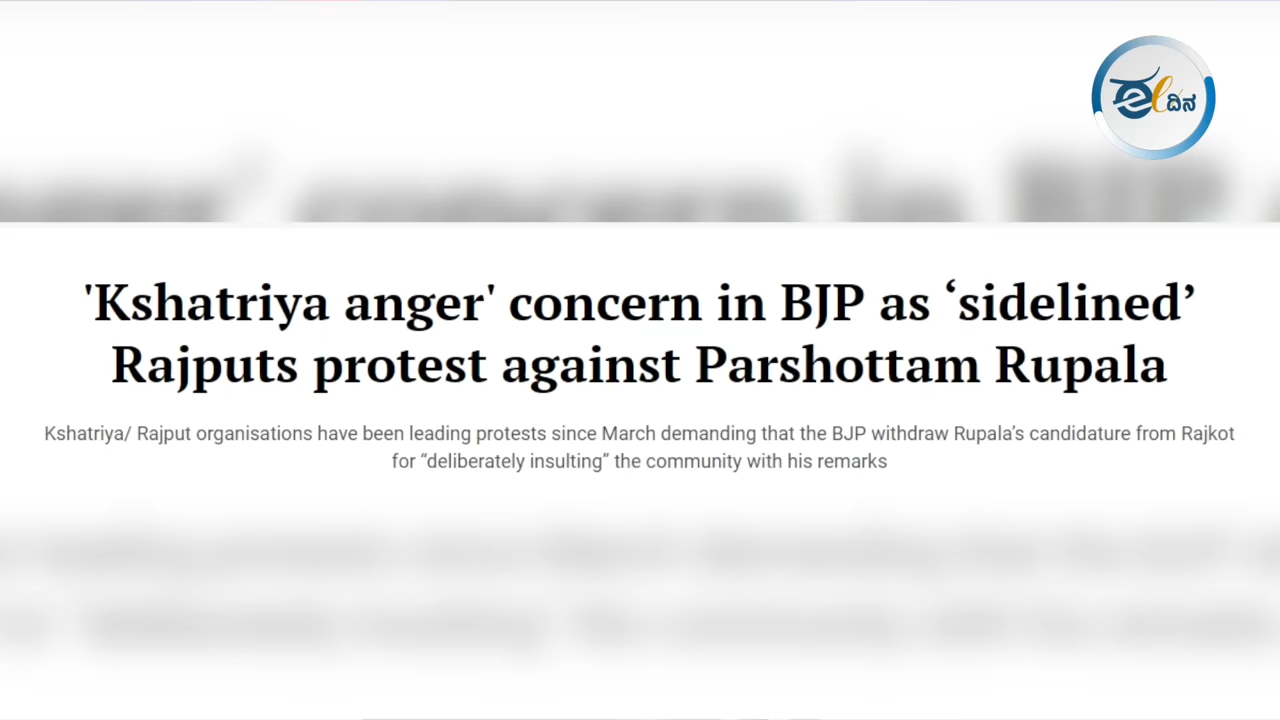 ಈ ದಿನ
'Kshatriya anger' concern in BJP as ‘sidelined’
Rajputs protest against Parshottam Rupala
Kshatriya/ Rajput organisations have been leading protests since March demanding that the BJP withdraw Rupala’s candidature from Rajkot
for “deliberately insulting” the community with his remarks